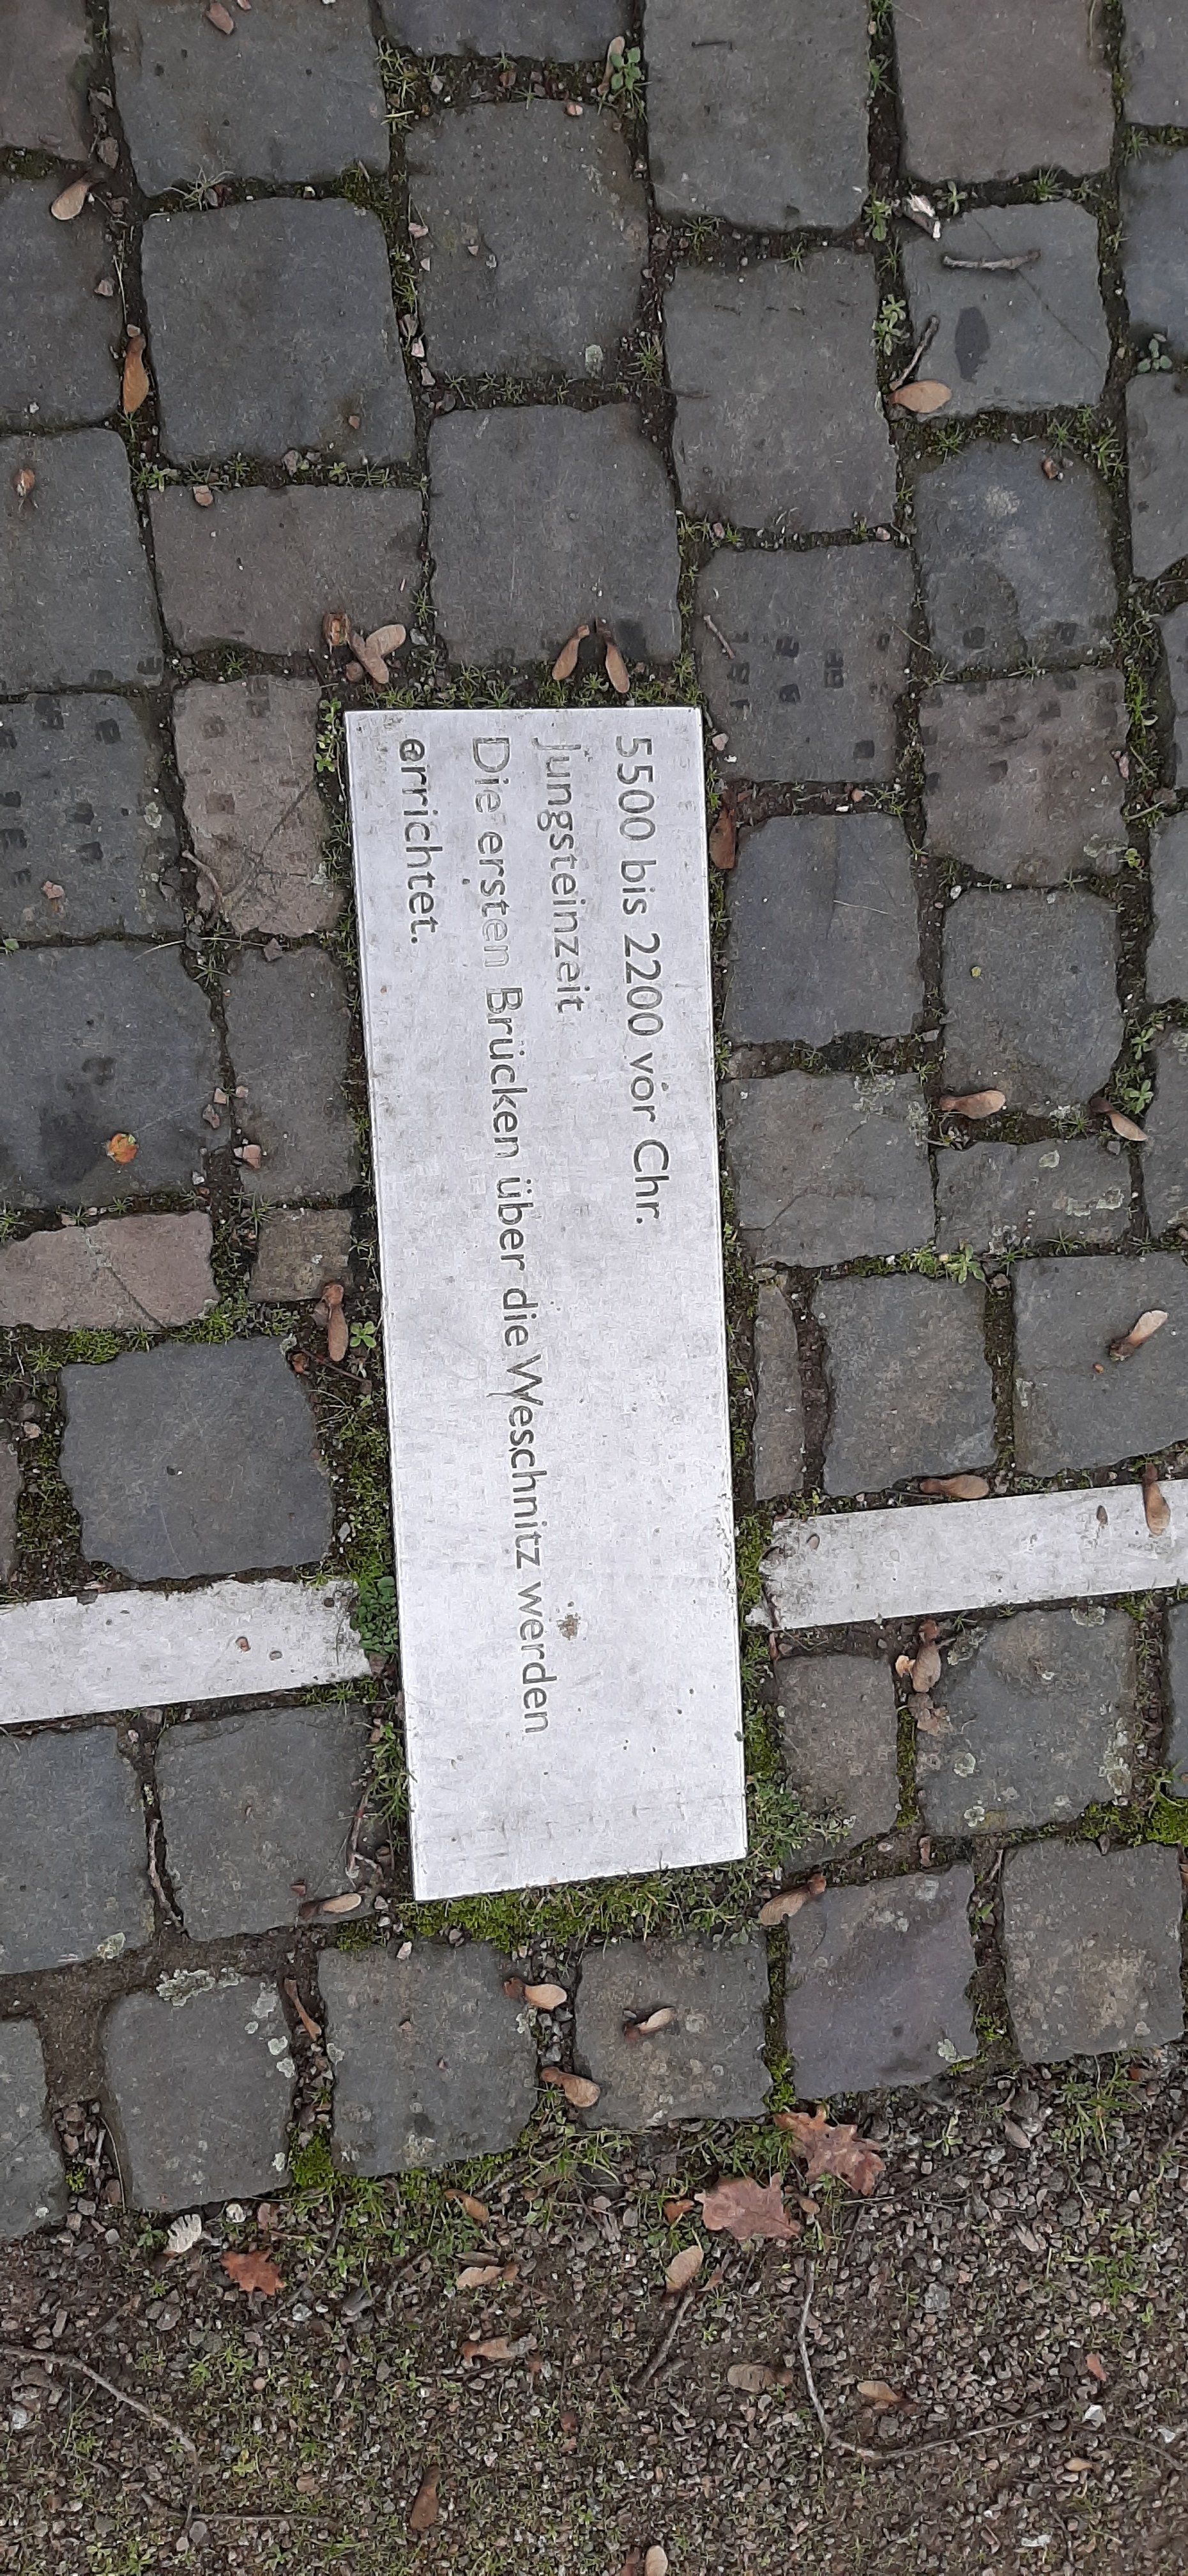 5500 bis 2200 vor Chr.
Jungsteinzeit
Die ersten Brücken über die Weschnitz werden
errichtet.